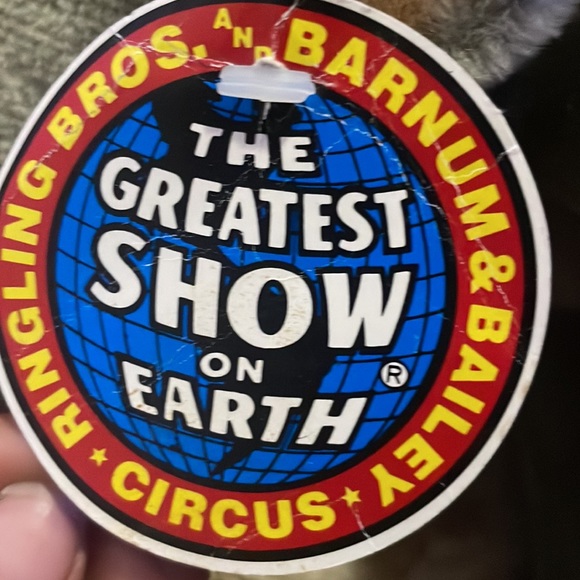 RINGLING BROS. AND BARNUM & BAILEY
THE
GREATEST
SHOW
ON
EARTH ®
★ CIRCUS ★